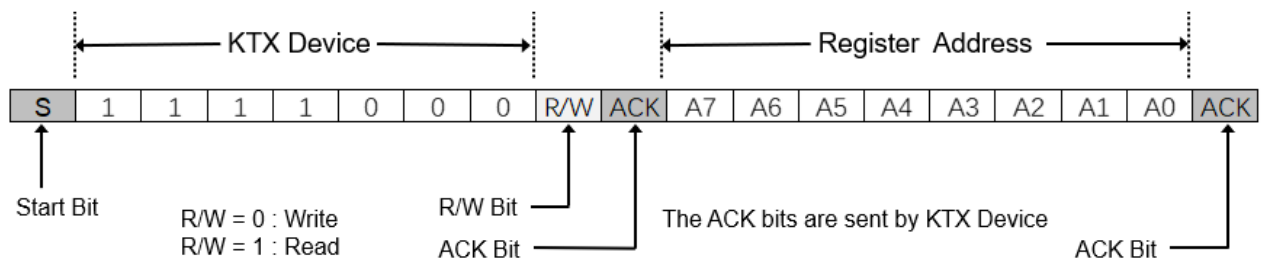 KTX Device Register Address
S 1 1 1 1 0 0 0 R/W ACK A7 A6 A5 A4 A3 A2 A1 A0 ACK
Start Bit R/W = 0 : Write R/W Bit The ACK bits are sent by KTX Device
R/W = 1 : Read ACK Bit ACK Bit